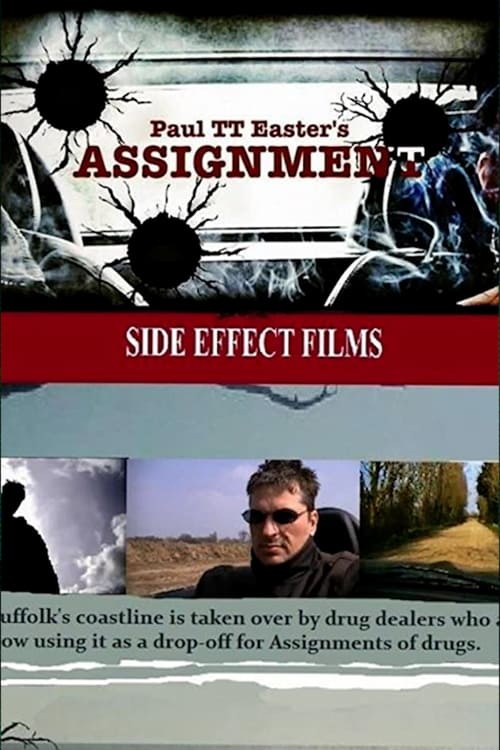 Paul TT Easter's
ASSIGNMENT
SIDE EFFECT FILMS
uffolk's coastline is taken over by drug dealers who a
ow using it as a drop-off for Assignments of drugs.